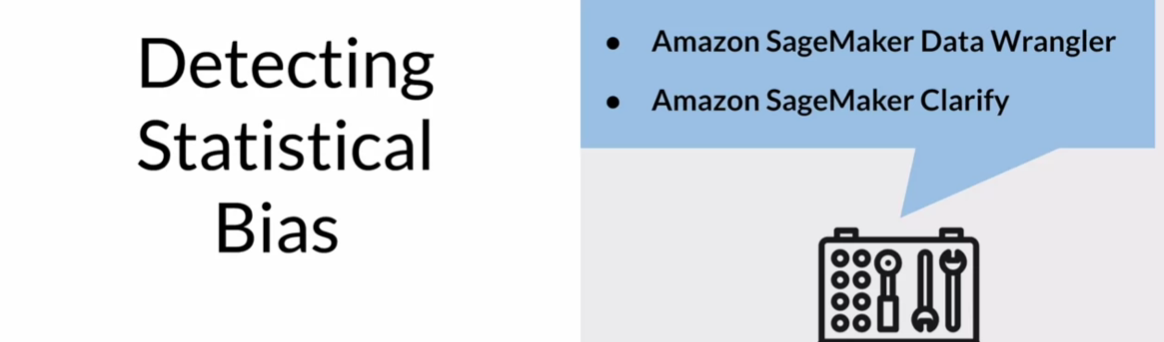 Detecting
Statistical
Bias
● Amazon SageMaker Data Wrangler
● Amazon SageMaker Clarify